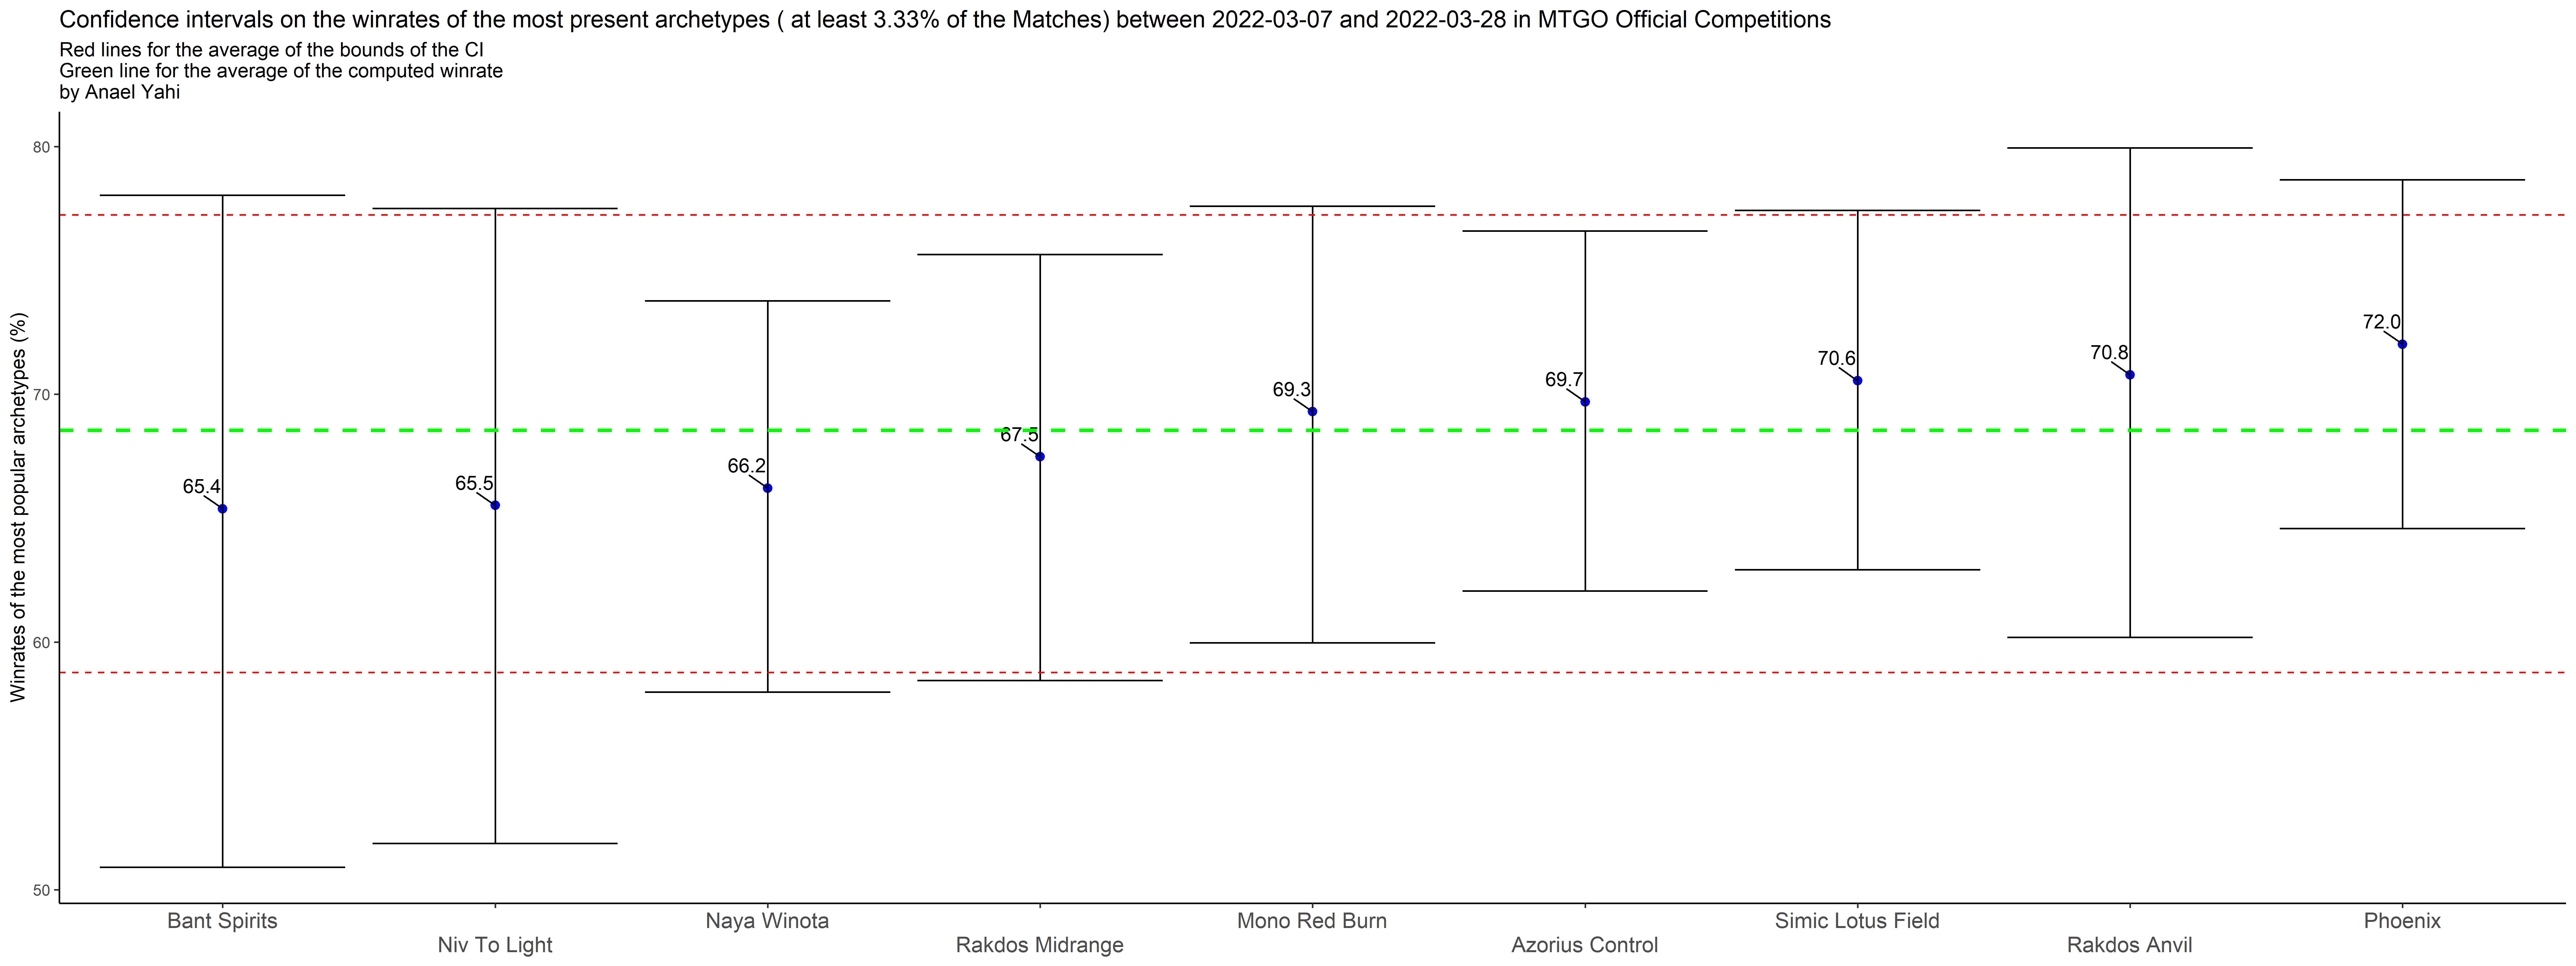 Confidence intervals on the winrates of the most present archetypes ( at least 3.33% of the Matches) between 2022-03-07 and 2022-03-28 in MTGO Official Competitions
Red lines for the average of the bounds of the CI
Green line for the average of the computed winrate
by Anael Yahi
Winrates of the most popular archetypes (%)
80
70
60
50
65.4
65.5
66.2
67.5
69.3
69.7
70.6
70.8
72.0
Bant Spirits
Niv To Light
Naya Winota
Rakdos Midrange
Mono Red Burn
Azorius Control
Simic Lotus Field
Rakdos Anvil
Phoenix